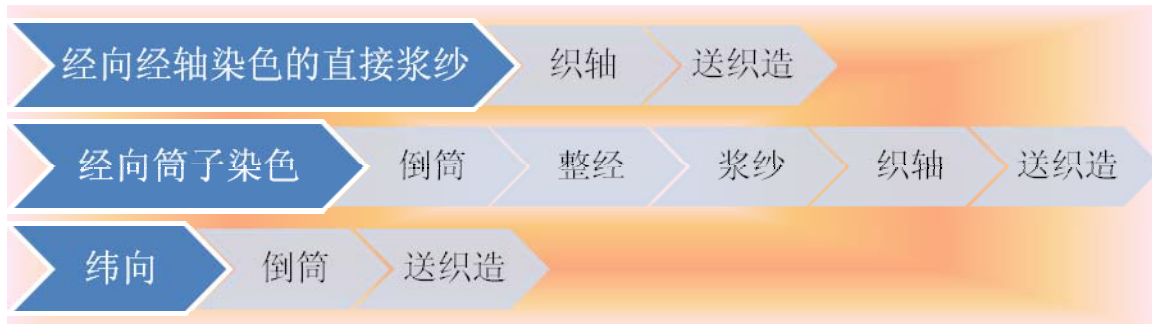 经向经轴染色的直接浆纱 织轴 送织造
经向筒子染色 倒筒 整经 浆纱 织轴 送织造
纬向 倒筒 送织造